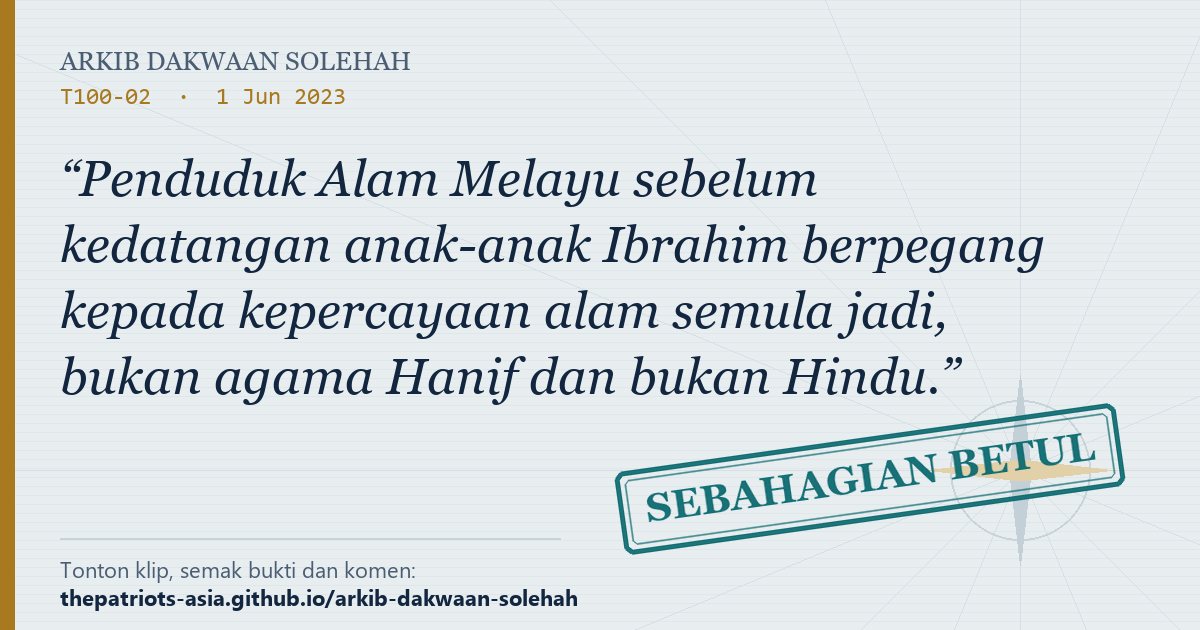 ARKIB DAKWAAN SOLEHAH
T100-02 · 1 Jun 2023
“Penduduk Alam Melayu sebelum
kedatangan anak-anak Ibrahim berpegang
kepada kepercayaan alam semula jadi,
bukan agama Hanif dan bukan Hindu.”
SEBAHAGIAN BETUL
Tonton klip, semak bukti dan komen:
thepatriots-asia.github.io/arkib-dakwaan-solehah